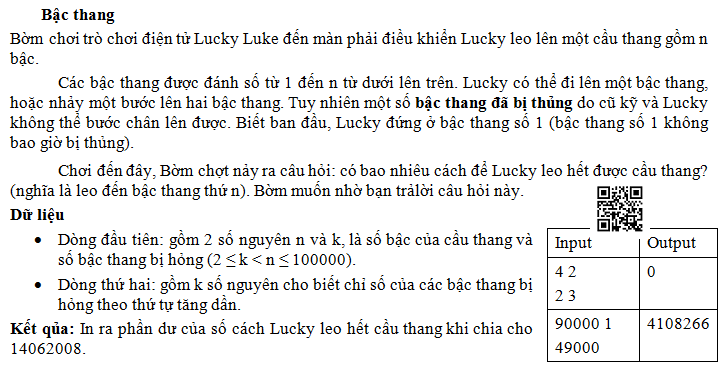 Bậc thang
Bờm chơi trò chơi điện tử Lucky Luke đến màn phải điều khiển Lucky leo lên một cầu thang gồm n
bậc.
Các bậc thang được đánh số từ 1 đến n từ dưới lên trên. Lucky có thể đi lên một bậc thang,
hoặc nhảy một bước lên hai bậc thang. Tuy nhiên một số bậc thang đã bị thủng do cũ kỹ và Lucky
không thể bước chân lên được. Biết ban đầu, Lucky đứng ở bậc thang số 1 (bậc thang số 1 không
bao giờ bị thủng).
Chơi đến đây, Bờm chợt nảy ra câu hỏi: có bao nhiêu cách để Lucky leo hết được cầu thang?
(nghĩa là leo đến bậc thang thứ n). Bờm muốn nhờ bạn trảlời câu hỏi này.
Dữ liệu
• Dòng đầu tiên: gồm 2 số nguyên n và k, là số bậc của cầu thang và
số bậc thang bị hỏng (2 ≤ k < n ≤ 100000).
• Dòng thứ hai: gồm k số nguyên cho biết chỉ số của các bậc thang bị
hỏng theo thứ tự tăng dần.
Kết qủa: In ra phần dư của số cách Lucky leo hết cầu thang khi chia cho
14062008.
Input Output
4 2 0
2 3
90000 1 4108266
49000